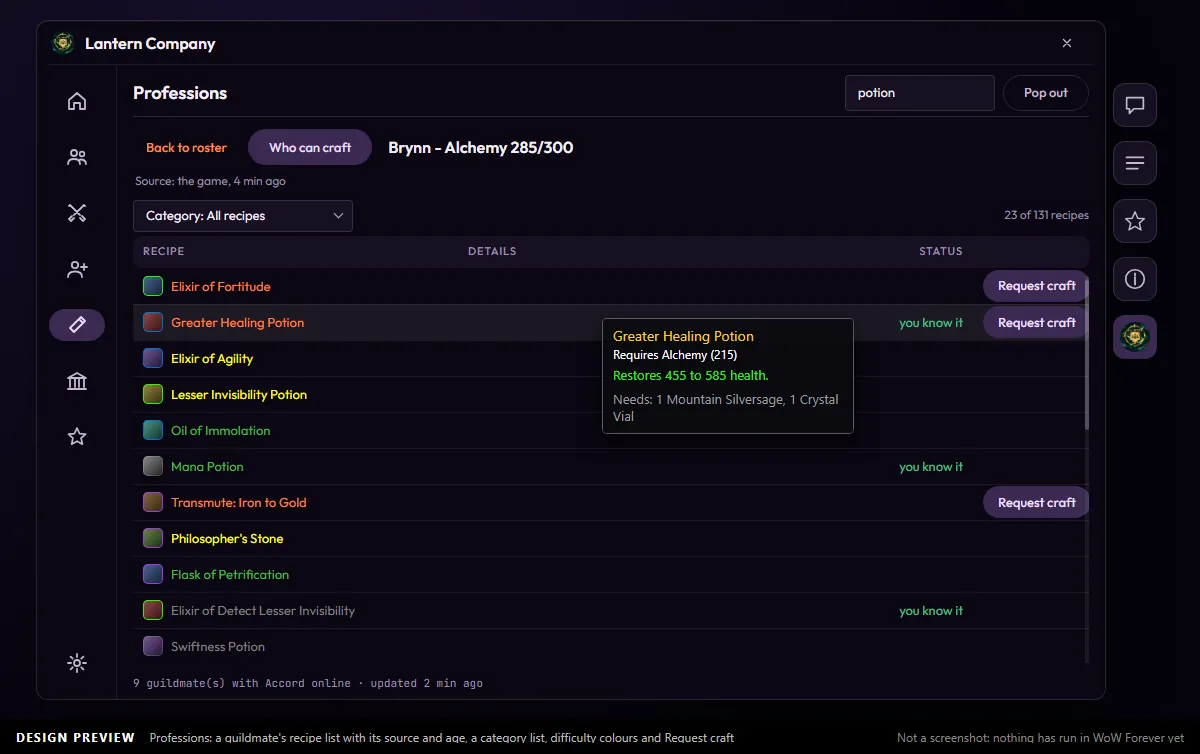 Lantern Company
Professions
potion
Pop out
Back to roster
Who can craft
Brynn - Alchemy 285/300
Source: the game, 4 min ago
Category: All recipes
23 of 131 recipes
RECIPE DETAILS STATUS
Elixir of Fortitude Request craft
Greater Healing Potion you know it Request craft
Greater Healing Potion
Requires Alchemy (215)
Restores 455 to 585 health.
Needs: 1 Mountain Silversage, 1 Crystal
Vial
Elixir of Agility
Lesser Invisibility Potion
Oil of Immolation
Mana Potion you know it
Transmute: Iron to Gold Request craft
Philosopher's Stone
Flask of Petrification
Elixir of Detect Lesser Invisibility you know it
Swiftness Potion
9 guildmate(s) with Accord online · updated 2 min ago
DESIGN PREVIEW Professions: a guildmate's recipe list with its source and age, a category list, difficulty colours and Request craft
Not a screenshot: nothing has run in WoW Forever yet